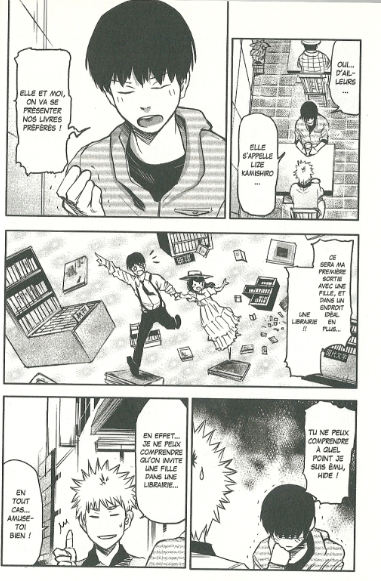 OUI...
D'AIL-
LEURS
...
ELLE
S'APPELLE
LIZE
KAMISHIRO
...
ELLE ET MOI,
ON VA SE
PRÉSENTER
NOS LIVRES
PRÉFÉRÉS !
CE
SERA MA
PREMIÈRE
SORTIE
AVEC UNE
FILLE, ET
DANS UN
ENDROIT
IDÉAL
EN
PLUS...
UNE
LIBRAIRIE
!!
TU NE PEUX
COMPRENDRE
À QUEL
POINT JE
SUIS ÉMU,
HIDE !
EN EFFET...
JE NE PEUX
COMPRENDRE
QU'ON INVITE
UNE FILLE
DANS UNE
LIBRAIRIE...
EN
TOUT
CAS...
AMUSE-
TOI
BIEN !